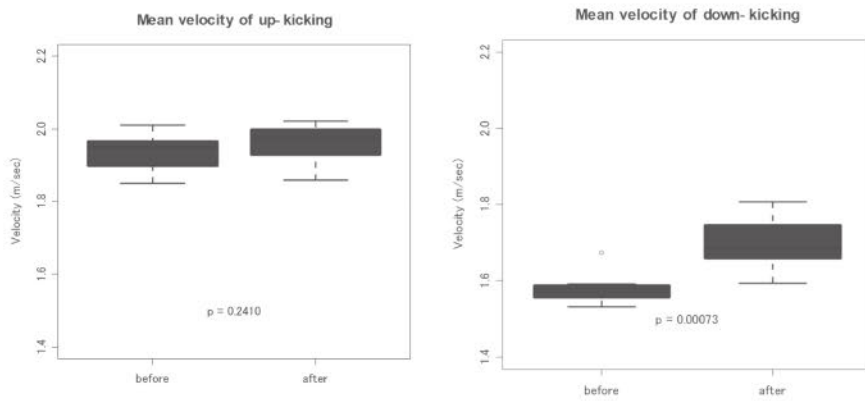 Mean velocity of up-kicking
Velocity (m/sec)
2.2
2.0
1.8
1.6
1.4
p = 0.2410
before
after
Mean velocity of down-kicking
Velocity (m/sec)
2.2
2.0
1.8
1.6
1.4
p = 0.00073
before
after